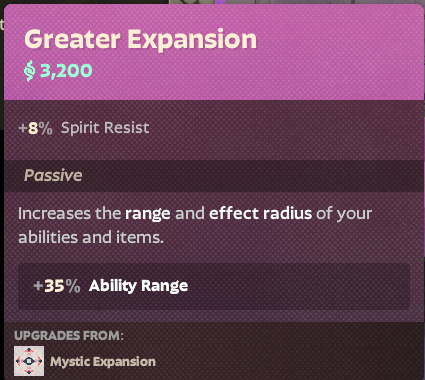 Greater Expansion
3,200
+8% Spirit Resist
Passive
Increases the range and effect radius of your
abilities and items.
+35% Ability Range
UPGRADES FROM:
Mystic Expansion